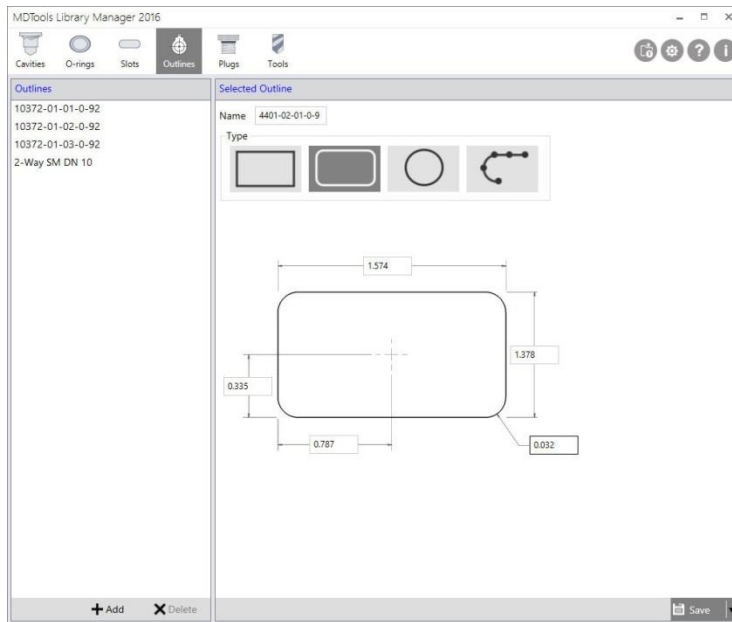 MDTools Library Manager 2016
Cavities O-rings Slots Outlines Plugs Tools
Outlines
10372-01-01-0-92
10372-01-02-0-92
10372-01-03-0-92
2-Way SM DN 10
Selected Outline
Name 4401-02-01-0-9
Type
1.574
1.378
0.335
0.787
0.032
Add Delete
Save